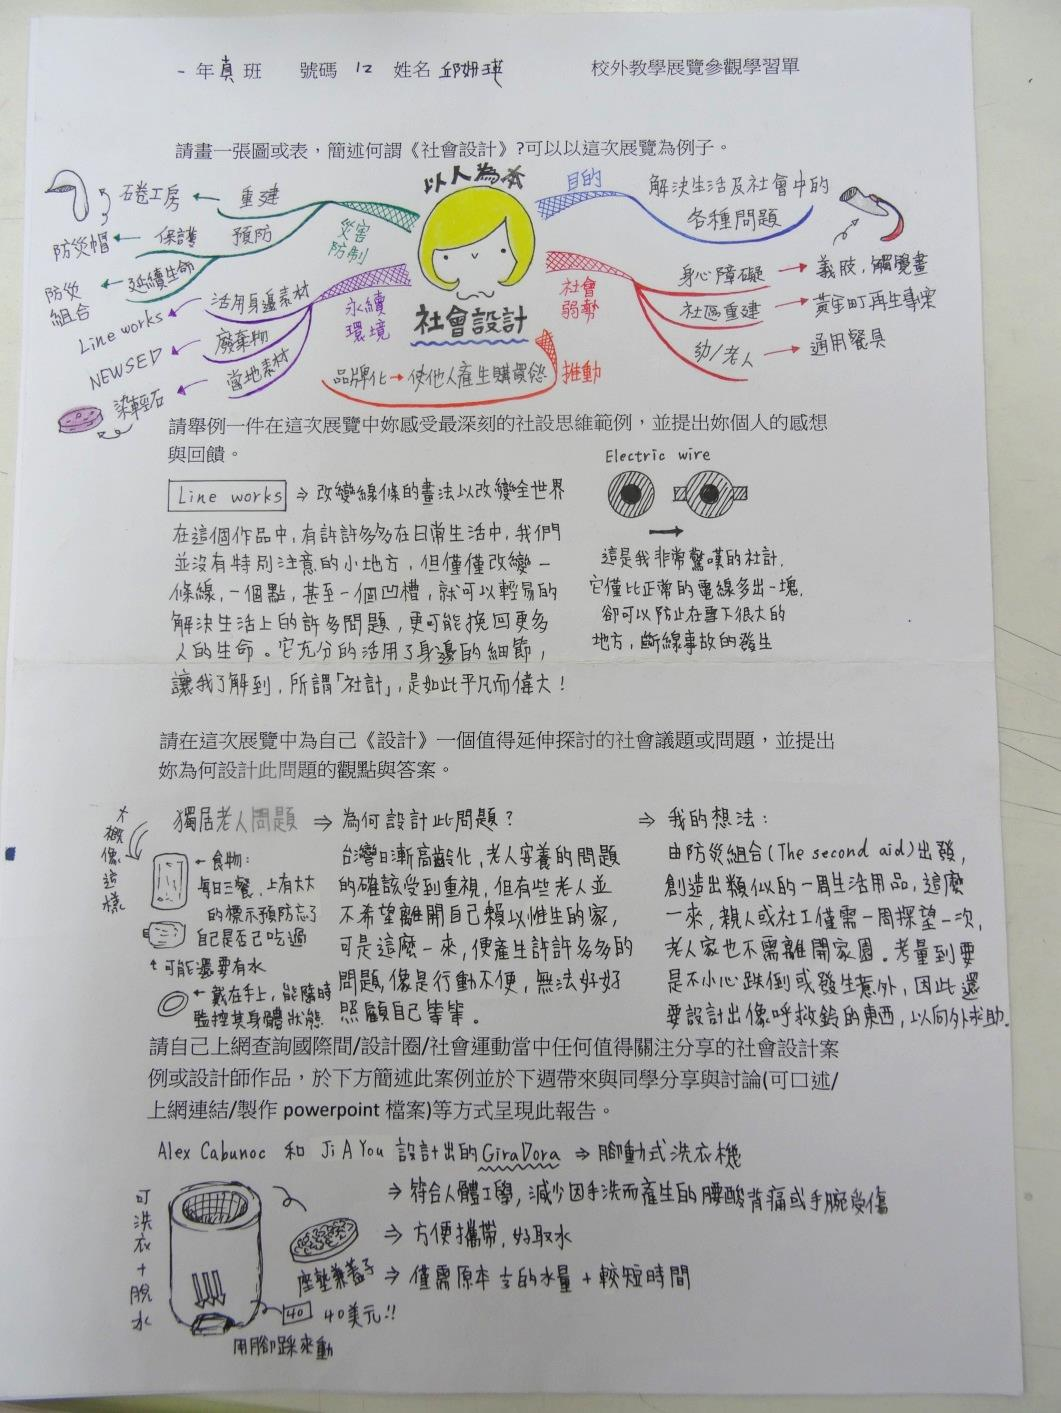 一年真班 號碼 12 姓名 邱姍瑛 校外教學展覽參觀學習單
請畫一張圖或表，簡述何謂《社會設計》?可以以這次展覽為例子。
以人為本
社會設計
目的
解決生活及社會中的
各種問題
災害
防制
重建
石卷工房
預防
保護
防災帽
延續生命
防災
組合
永續
環境
活用身邊素材
Line works
廢棄物
NEWSED
當地素材
染輕石
社會
弱勢
身心障礙 → 義肢，觸覺畫
社區重建 → 黃金町再生專案
幼/老人 → 通用餐具
推動
品牌化→使他人產生購買慾
請舉例一件在這次展覽中妳感受最深刻的社設思維範例，並提出妳個人的感想
與回饋。
Line works ⇒ 改變線條的畫法以改變全世界
在這個作品中，有許許多多在日常生活中，我們
並沒有特別注意的小地方，但僅僅改變一
條線，一個點，甚至一個凹槽，就可以輕易的
解決生活上的許多問題，更可能挽回更多
人的生命。它充分的活用了身邊的細節，
讓我了解到，所謂「社計」，是如此平凡而偉大！
Electric wire
這是我非常驚嘆的社計，
它僅比正常的電線多出一塊，
卻可以防止在雪下很大的
地方，斷線事故的發生
請在這次展覽中為自己《設計》一個值得延伸探討的社會議題或問題，並提出
妳為何設計此問題的觀點與答案。
獨居老人問題 ⇒ 為何設計此問題？
台灣日漸高齡化，老人安養的問題
的確該受到重視，但有些老人並
不希望離開自己賴以惟生的家，
可是這麼一來，便產生許許多多的
問題，像是行動不便，無法好好
照顧自己等等。
⇒ 我的想法：
由防災組合(The second aid)出發，
創造出類似的一周生活用品，這麼
一來，親人或社工僅需一周探望一次，
老人家也不需離開家園。考量到要
是不小心跌倒或發生意外，因此還
要設計出像呼救鈴的東西，以向外求助。
大概像這樣
←食物：
每日三餐，上有大大
的標示預防忘了
自己是否已吃過
↑可能還要有水
←戴在手上，能隨時
監控其身體狀態
請自己上網查詢國際間/設計圈/社會運動當中任何值得關注分享的社會設計案
例或設計師作品，於下方簡述此案例並於下週帶來與同學分享與討論(可口述/
上網連結/製作 powerpoint 檔案)等方式呈現此報告。
Alex Cabunoc 和 Ji A You 設計出的GiraDora ⇒ 腳動式洗衣機
⇒ 符合人體工學，減少因手洗而產生的腰酸背痛或手腕受傷
⇒ 方便攜帶，好取水
⇒ 僅需原本 的水量 + 較短時間
可洗衣+脫水
座墊兼蓋子
40 40美元!!
用腳踩來動